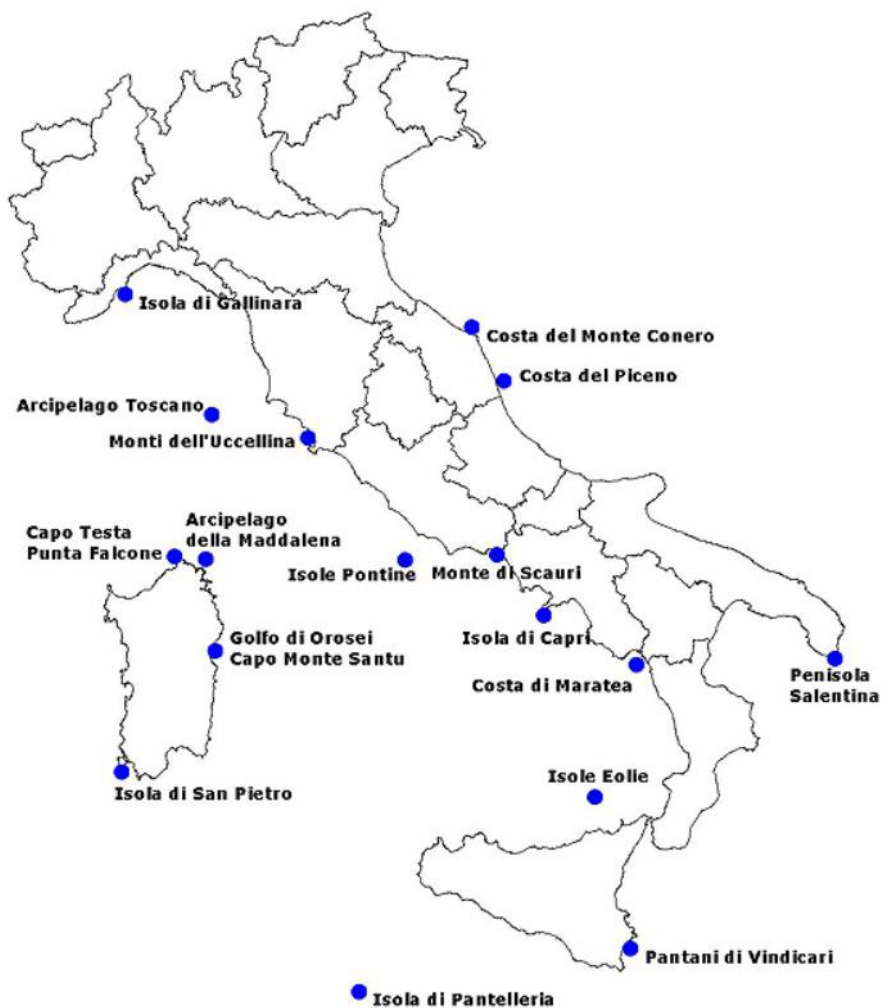 Isola di Gallinara
Costa del Monte Conero
Costa del Piceno
Arcipelago Toscano
Monti dell'Uccellina
Capo Testa
Punta Falcone
Arcipelago
della Maddalena
Isole Pontine
Monte di Scauri
Isola di Capri
Golfo di Orosei
Capo Monte Santu
Costa di Maratea
Penisola
Salentina
Isola di San Pietro
Isole Eolie
Pantani di Vindicari
Isola di Pantelleria